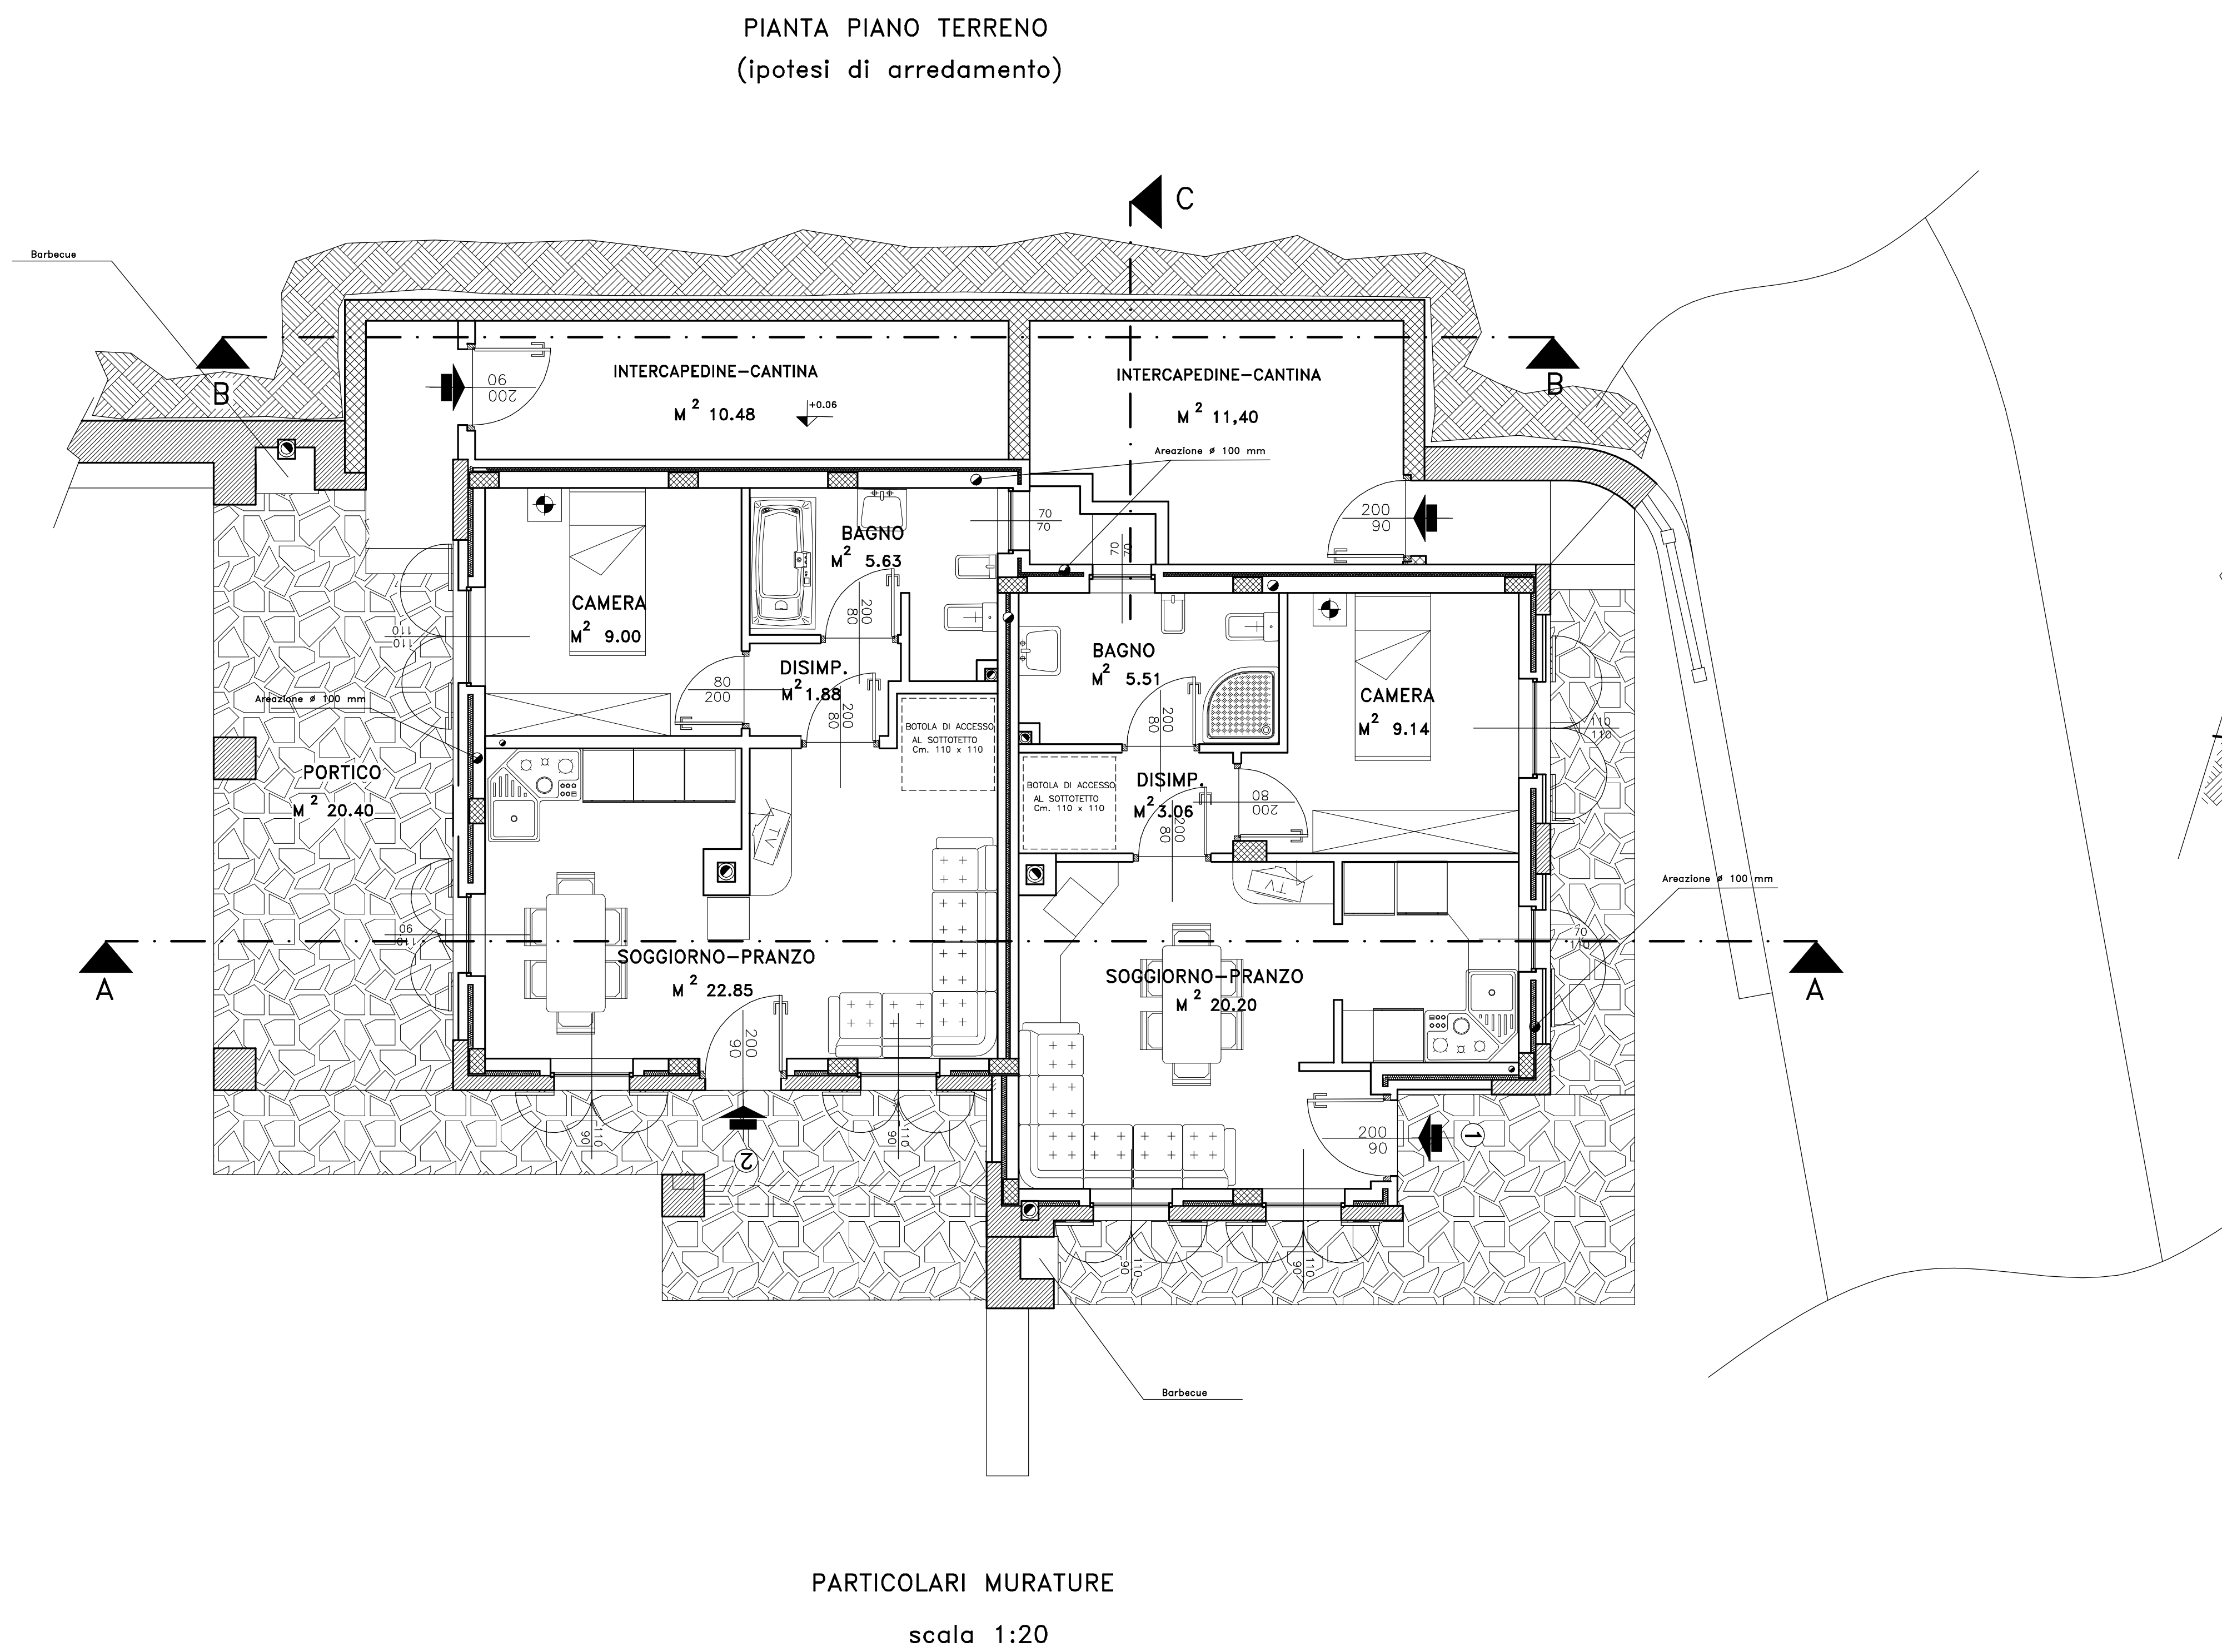 PIANTA PIANO TERRENO
(ipotesi di arredamento)
C
Barbecue
B
B
INTERCAPEDINE-CANTINA
M² 10.48
+0.06
90
200
INTERCAPEDINE-CANTINA
M² 11,40
Areazione ø 100 mm
200
90
BAGNO
M² 5.63
70
70
70
70
CAMERA
M² 9.00
200
80
110
110
DISIMP.
M² 1.88
80
200
200
80
BAGNO
M² 5.51
CAMERA
M² 9.14
Areazione ø 100 mm
BOTOLA DI ACCESSO
AL SOTTOTETTO
Cm. 110 x 110
200
80
110
110
PORTICO
M² 20.40
BOTOLA DI ACCESSO
AL SOTTOTETTO
Cm. 110 x 110
DISIMP.
M² 3.06
80
200
200
80
TV
TV
Areazione ø 100 mm
90
110
70
110
SOGGIORNO-PRANZO
M² 22.85
SOGGIORNO-PRANZO
M² 20.20
A
A
200
90
200
90
1
2
110
90
110
90
110
90
110
90
Barbecue
PARTICOLARI MURATURE
scala 1:20